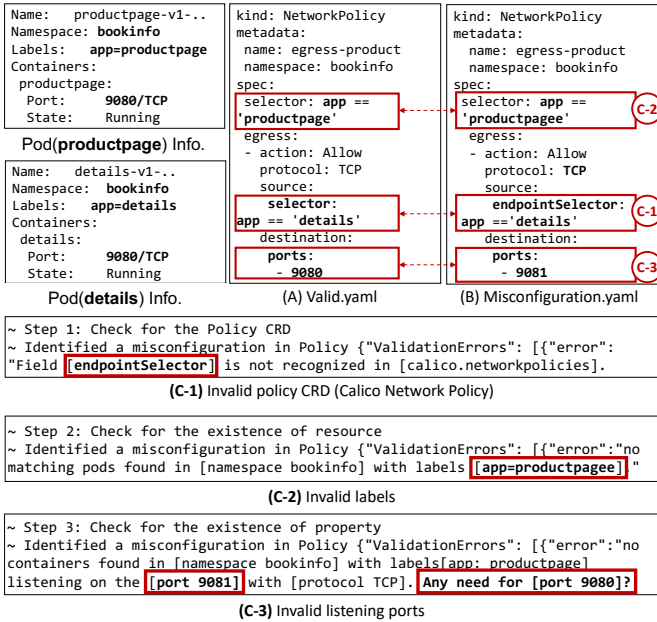 Name:   productpage-v1-..
Namespace: bookinfo
Labels:  app=productpage
Containers:
productpage:
Port:     9080/TCP
State:    Running
Pod(productpage) Info.
Name:   details-v1-..
Namespace:  bookinfo
Labels:   app=details
Containers:
details:
Port:     9080/TCP
State:    Running
Pod(details) Info.
kind: NetworkPolicy
metadata:
name: egress-product
namespace: bookinfo
spec:
selector: app ==
'productpage'
egress:
- action: Allow
protocol: TCP
source:
selector:
app == 'details'
destination:
ports:
- 9080
(A) Valid.yaml
kind: NetworkPolicy
metadata:
name: egress-product
namespace: bookinfo
spec:
selector: app ==
'productpagee'
C-2
egress:
- action: Allow
protocol: TCP
source:
endpointSelector:
app =='details'
C-1
destination:
ports:
- 9081
C-3
(B) Misconfiguration.yaml
~ Step 1: Check for the Policy CRD
~ Identified a misconfiguration in Policy {"ValidationErrors": [{"error":
"Field [endpointSelector] is not recognized in [calico.networkpolicies].
(C-1) Invalid policy CRD (Calico Network Policy)
~ Step 2: Check for the existence of resource
~ Identified a misconfiguration in Policy {"ValidationErrors": [{"error":"no
matching pods found in [namespace bookinfo] with labels [app=productpagee]."
(C-2) Invalid labels
~ Step 3: Check for the existence of property
~ Identified a misconfiguration in Policy {"ValidationErrors": [{"error":"no
containers found in [namespace bookinfo] with labels[app: productpage]
listening on the [port 9081] with [protocol TCP]. Any need for [port 9080]?
(C-3) Invalid listening ports